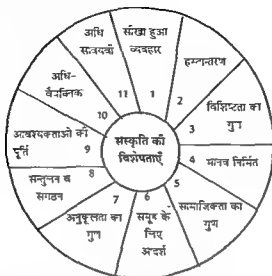 संस्कृति की
विशेषताएँ
सीखा हुआ
व्यवहार
1
हस्तान्तरण
2
विशिष्टता का
गुण
3
मानव निर्मित
4
सामाजिकता का
गुण
5
समूह के
लिए
आदर्श
6
अनुकूलता का
गुण
7
सन्तुलन व
संगठन
8
आवश्यकताओं की
पूर्ति
9
अधि-
वैयक्तिक
10
अधि
सावयवी
11